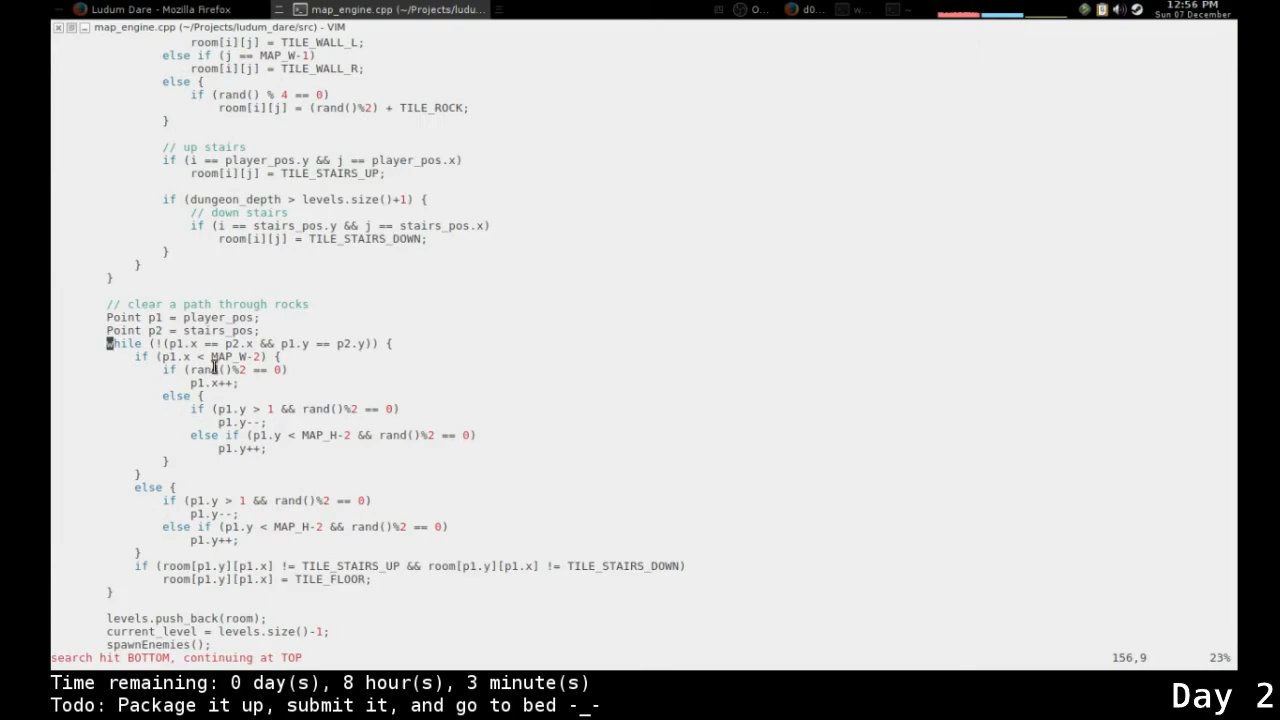 Ludum Dare - Mozilla Firefox
map_engine.cpp (~/Projects/ludu...
O...
d0...
w...
~
12:56 PM
Sun 07 December
map_engine.cpp (~/Projects/ludum_dare/src) - VIM
room[i][j] = TILE_WALL_L;
else if (j == MAP_W-1)
room[i][j] = TILE_WALL_R;
else {
if (rand() % 4 == 0)
room[i][j] = (rand()%2) + TILE_ROCK;
}
// up stairs
if (i == player_pos.y && j == player_pos.x)
room[i][j] = TILE_STAIRS_UP;
if (dungeon_depth > levels.size()+1) {
// down stairs
if (i == stairs_pos.y && j == stairs_pos.x)
room[i][j] = TILE_STAIRS_DOWN;
}
}
}
// clear a path through rocks
Point p1 = player_pos;
Point p2 = stairs_pos;
while (!(p1.x == p2.x && p1.y == p2.y)) {
if (p1.x < MAP_W-2) {
if (rand()%2 == 0)
p1.x++;
else {
if (p1.y > 1 && rand()%2 == 0)
p1.y--;
else if (p1.y < MAP_H-2 && rand()%2 == 0)
p1.y++;
}
}
else {
if (p1.y > 1 && rand()%2 == 0)
p1.y--;
else if (p1.y < MAP_H-2 && rand()%2 == 0)
p1.y++;
}
if (room[p1.y][p1.x] != TILE_STAIRS_UP && room[p1.y][p1.x] != TILE_STAIRS_DOWN)
room[p1.y][p1.x] = TILE_FLOOR;
}
levels.push_back(room);
current_level = levels.size()-1;
spawnEnemies();
search hit BOTTOM, continuing at TOP
156,9
23%
Time remaining: 0 day(s), 8 hour(s), 3 minute(s)
Todo: Package it up, submit it, and go to bed -_-
Day 2